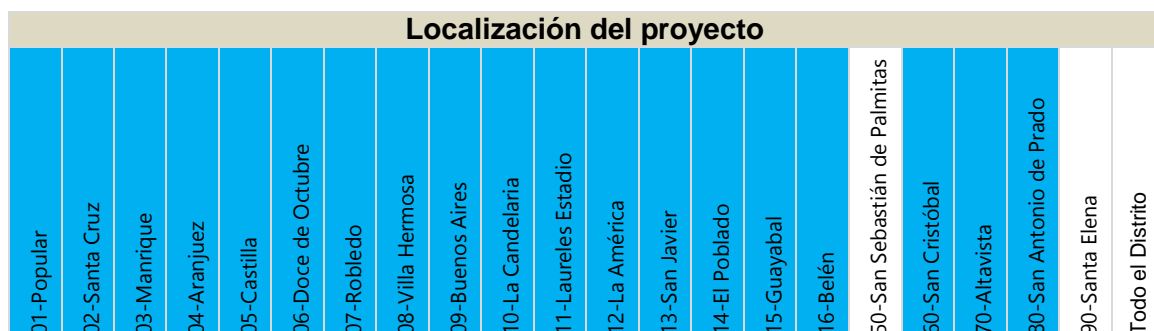 Localización del proyecto
01-Popular
02-Santa Cruz
03-Manrique
04-Aranjuez
05-Castilla
06-Doce de Octubre
07-Robledo
08-Villa Hermosa
09-Buenos Aires
10-La Candelaria
11-Laureles Estadio
12-La América
13-San Javier
14-El Poblado
15-Guayabal
16-Belén
50-San Sebastián de Palmitas
60-San Cristóbal
70-Altavista
80-San Antonio de Prado
90-Santa Elena
Todo el Distrito